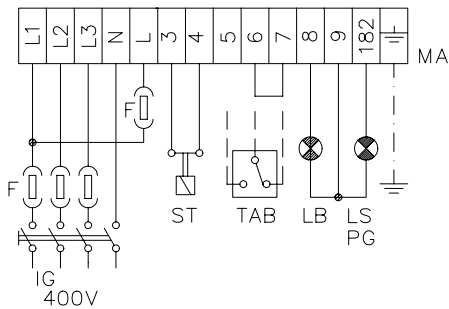 L1 L2 L3 N L 3 4 5 6 7 8 9 182
MA
F
F
ST TAB LB LS
PG
IG
400V